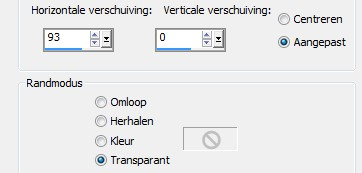 Horizontale verschuiving: Verticale verschuiving:
93 0 Centreren
Aangepast
Randmodus
Omloop
Herhalen
Kleur
Transparant